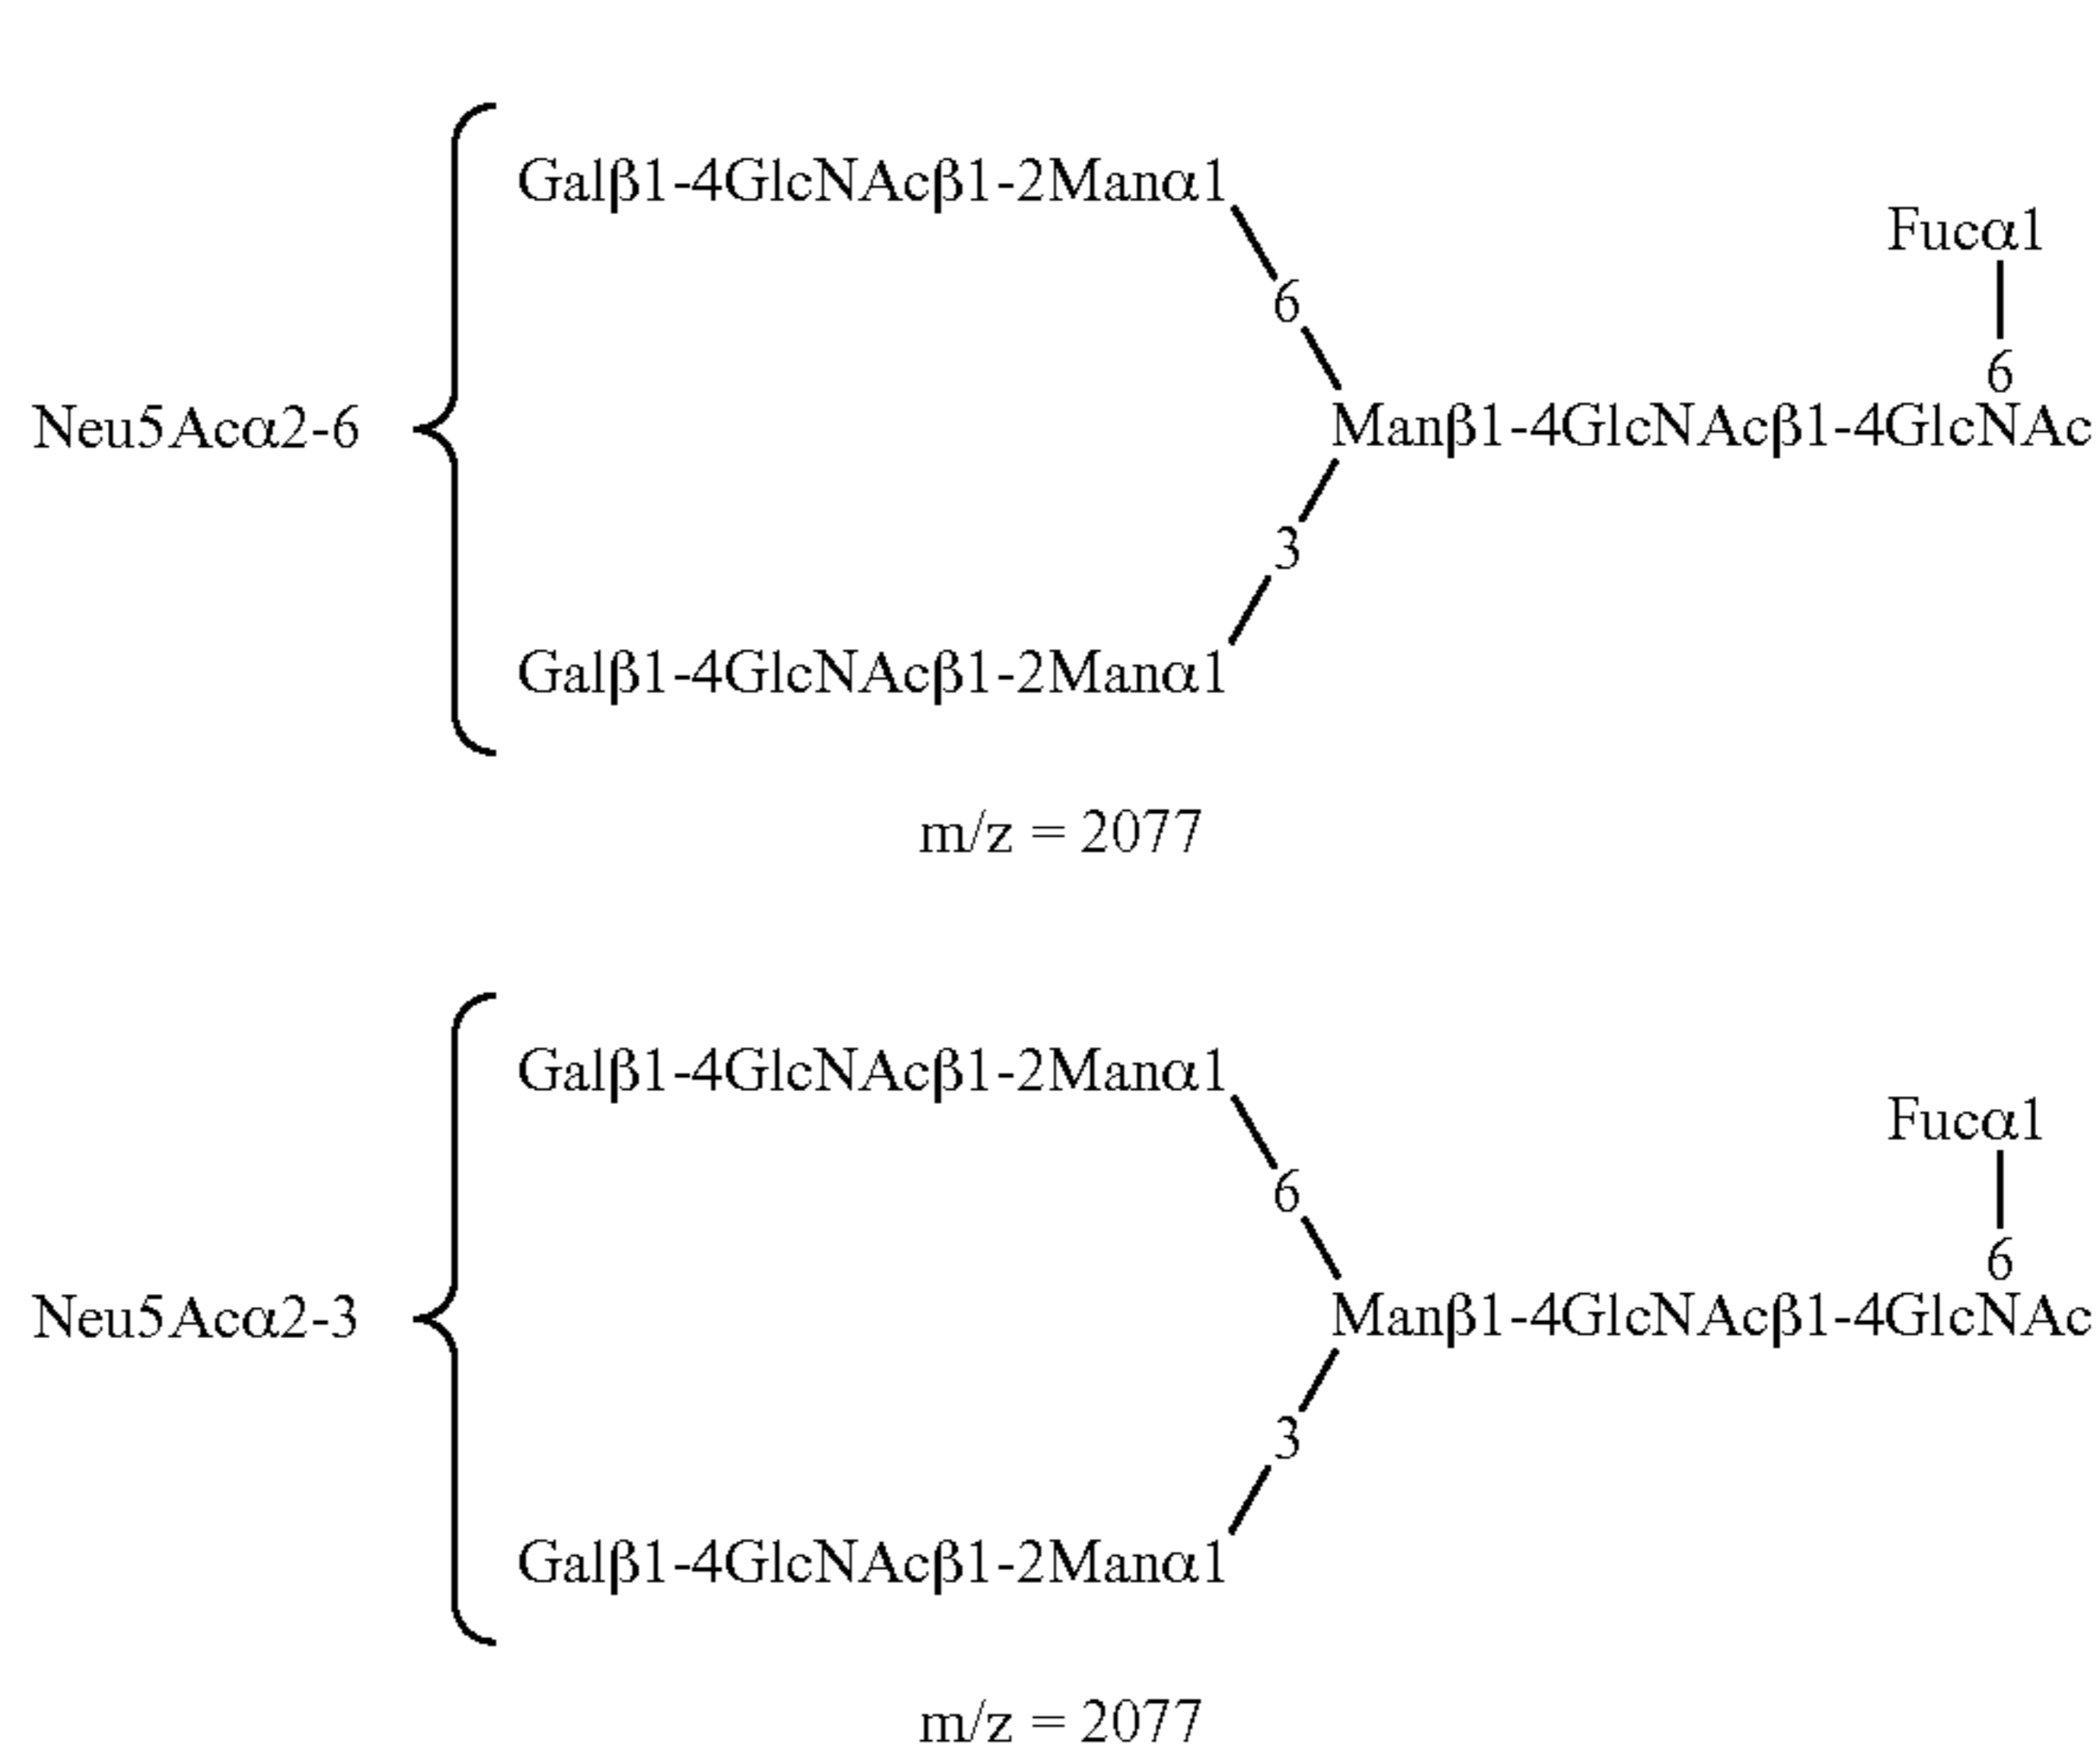 Galβ1-4GlcNAcβ1-2Manα1
Fucα1
6
6
Neu5Acα2-6
Manβ1-4GlcNAcβ1-4GlcNAc
3
Galβ1-4GlcNAcβ1-2Manα1
m/z = 2077
Galβ1-4GlcNAcβ1-2Manα1
Fucα1
6
6
Neu5Acα2-3
Manβ1-4GlcNAcβ1-4GlcNAc
3
Galβ1-4GlcNAcβ1-2Manα1
m/z = 2077